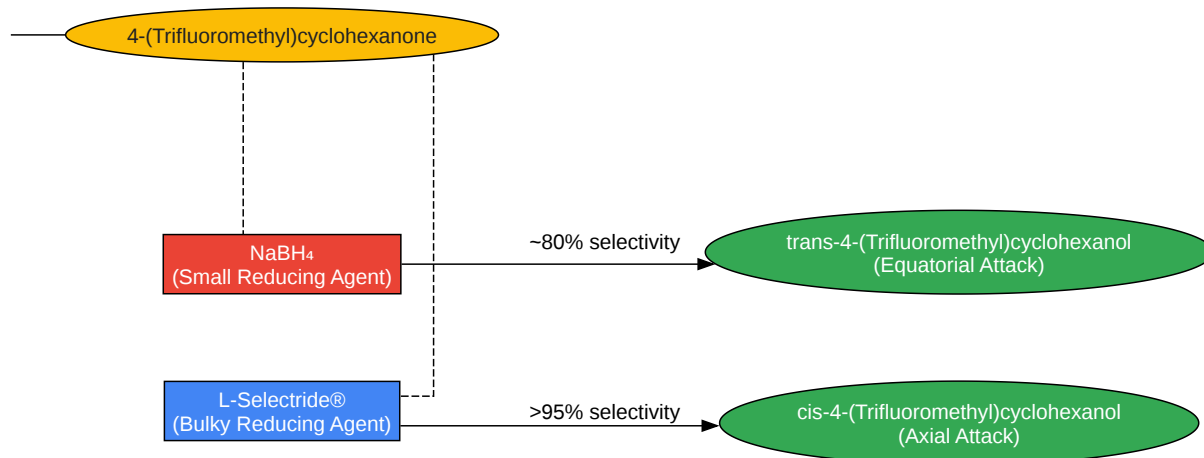 4-(Trifluoromethyl)cyclohexanone
NaBH₄
(Small Reducing Agent)
~80% selectivity
trans-4-(Trifluoromethyl)cyclohexanol
(Equatorial Attack)
L-Selectride®
(Bulky Reducing Agent)
>95% selectivity
cis-4-(Trifluoromethyl)cyclohexanol
(Axial Attack)